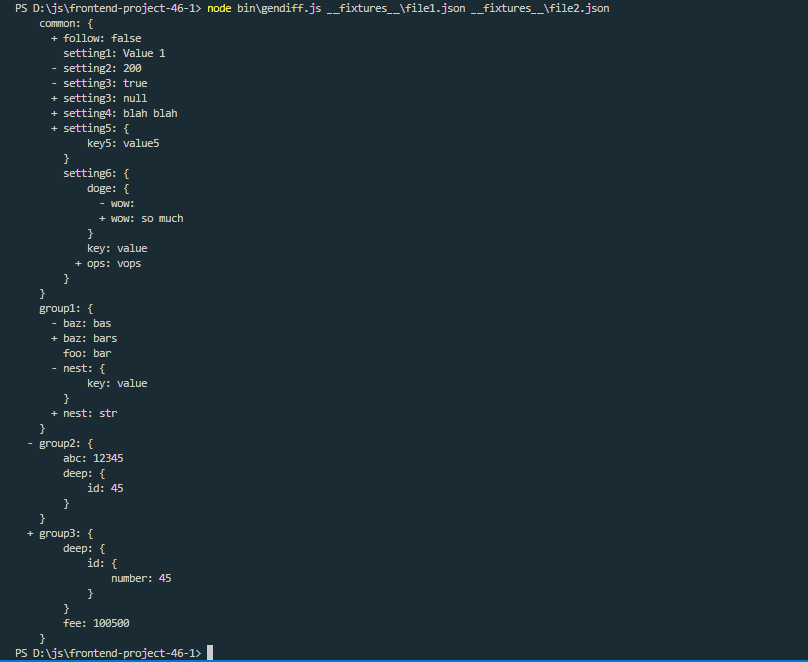 PS D:\js\frontend-project-46-1> node bin\gendiff.js __fixtures__\file1.json __fixtures__\file2.json
    common: {
      + follow: false
        setting1: Value 1
      - setting2: 200
      - setting3: true
      + setting3: null
      + setting4: blah blah
      + setting5: {
            key5: value5
        }
        setting6: {
            doge: {
              - wow:
              + wow: so much
            }
            key: value
          + ops: vops
        }
    }
    group1: {
      - baz: bas
      + baz: bars
        foo: bar
      - nest: {
            key: value
        }
      + nest: str
    }
  - group2: {
        abc: 12345
        deep: {
            id: 45
        }
    }
  + group3: {
        deep: {
            id: {
                number: 45
            }
        }
        fee: 100500
    }
PS D:\js\frontend-project-46-1>